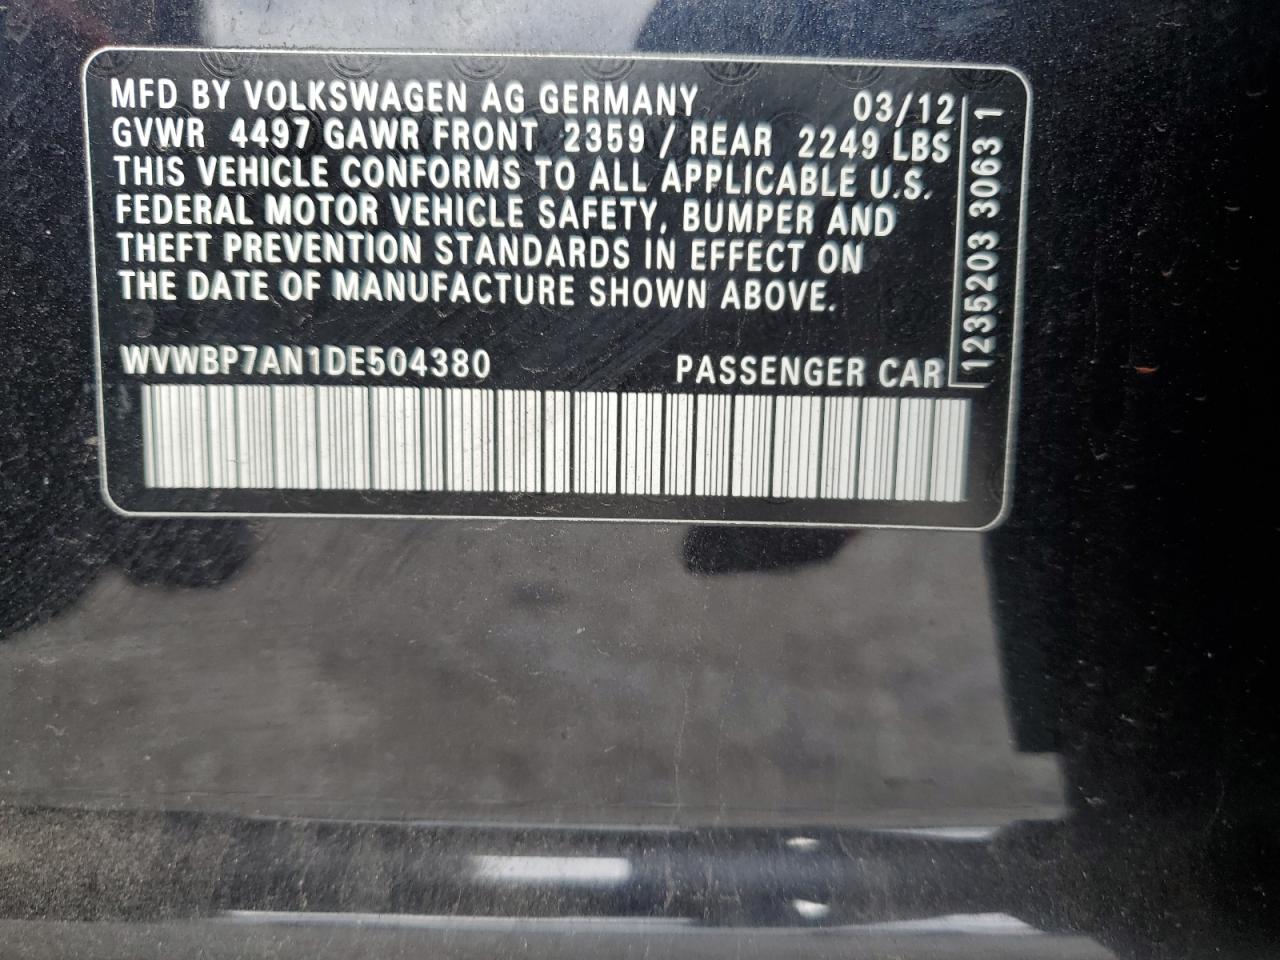 MFD BY VOLKSWAGEN AG GERMANY 03/12
GVWR 4497 GAWR FRONT 2359 / REAR 2249 LBS
THIS VEHICLE CONFORMS TO ALL APPLICABLE U.S.
FEDERAL MOTOR VEHICLE SAFETY, BUMPER AND
THEFT PREVENTION STANDARDS IN EFFECT ON
THE DATE OF MANUFACTURE SHOWN ABOVE.
WVWBP7AN1DE504380 PASSENGER CAR
1235203 3063 1